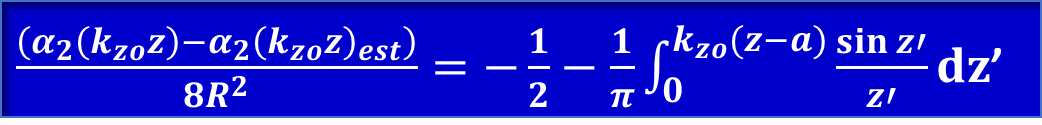 (α₂(k_zo z)−α₂(k_zo z)_est) / 8R² = − 1/2 − 1/π ∫₀^{k_zo(z−a)} sin z′/z′ dz′